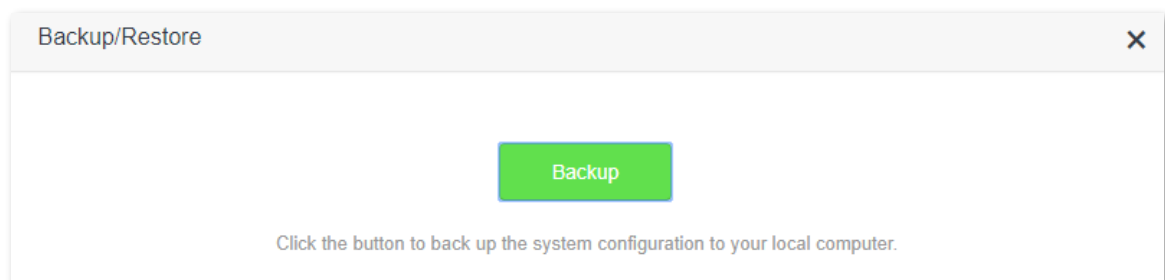 Backup/Restore
Backup
Click the button to back up the system configuration to your local computer.